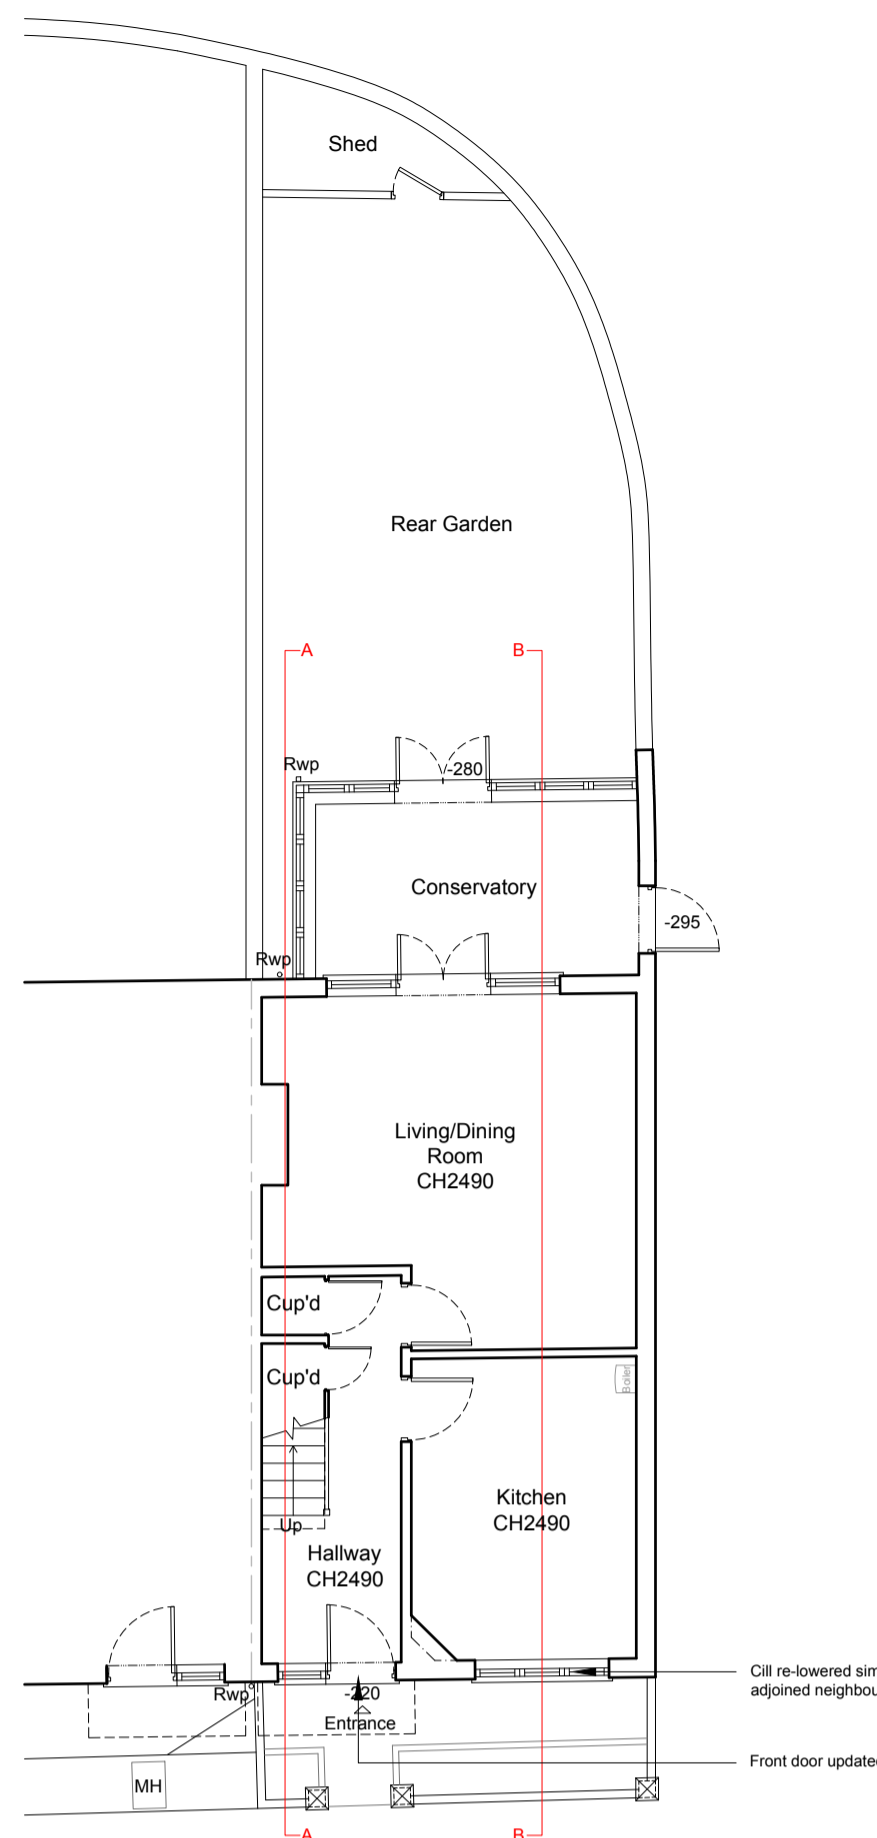 Shed
Rear Garden
A
B
Rwp
-280
Conservatory
-295
Rwp
Living/Dining
Room
CH2490
Cup'd
Cup'd
Boiler
Kitchen
CH2490
Up
Hallway
CH2490
Rwp
-220
Entrance
Cill re-lowered sim
adjoined neighbou
Front door update
MH
A
B